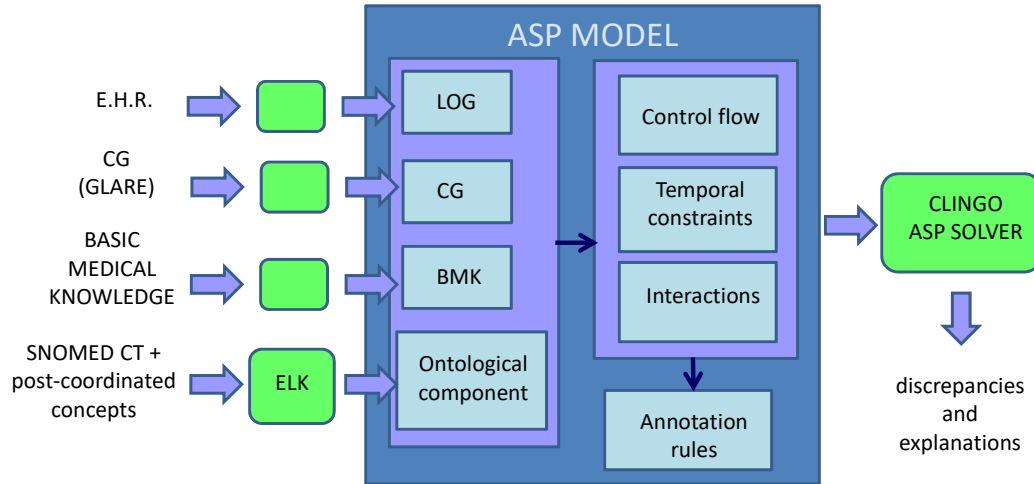 ASP MODEL
E.H.R.
LOG
CG
(GLARE)
CG
BASIC
MEDICAL
KNOWLEDGE
BMK
SNOMED CT +
post-coordinated
concepts
ELK
Ontological
component
Control flow
Temporal
constraints
Interactions
Annotation
rules
CLINGO
ASP SOLVER
discrepancies
and
explanations